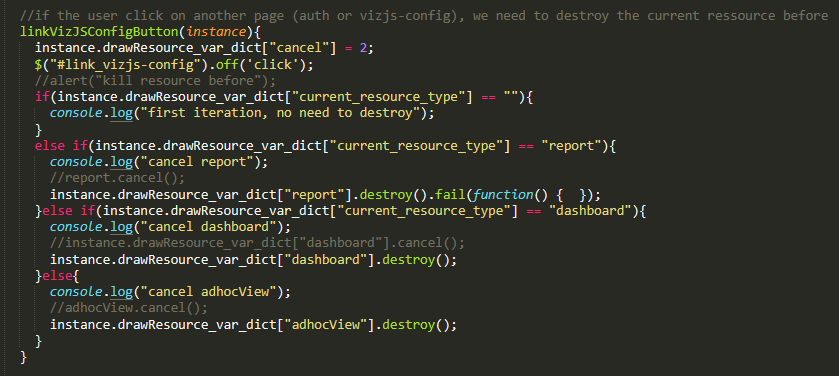 //if the user click on another page (auth or vizjs-config), we need to destroy the current ressource before
linkVizJSConfigButton(instance){
instance.drawResource_var_dict["cancel"] = 2;
$("#link_vizjs-config").off('click');
//alert("kill resource before");
if(instance.drawResource_var_dict["current_resource_type"] == ""){
console.log("first iteration, no need to destroy");
}
else if(instance.drawResource_var_dict["current_resource_type"] == "report"){
console.log("cancel report");
//report.cancel();
instance.drawResource_var_dict["report"].destroy().fail(function() {  });
}else if(instance.drawResource_var_dict["current_resource_type"] == "dashboard"){
console.log("cancel dashboard");
//instance.drawResource_var_dict["dashboard"].cancel();
instance.drawResource_var_dict["dashboard"].destroy();
}else{
console.log("cancel adhocView");
//adhocView.cancel();
instance.drawResource_var_dict["adhocView"].destroy();
}
}